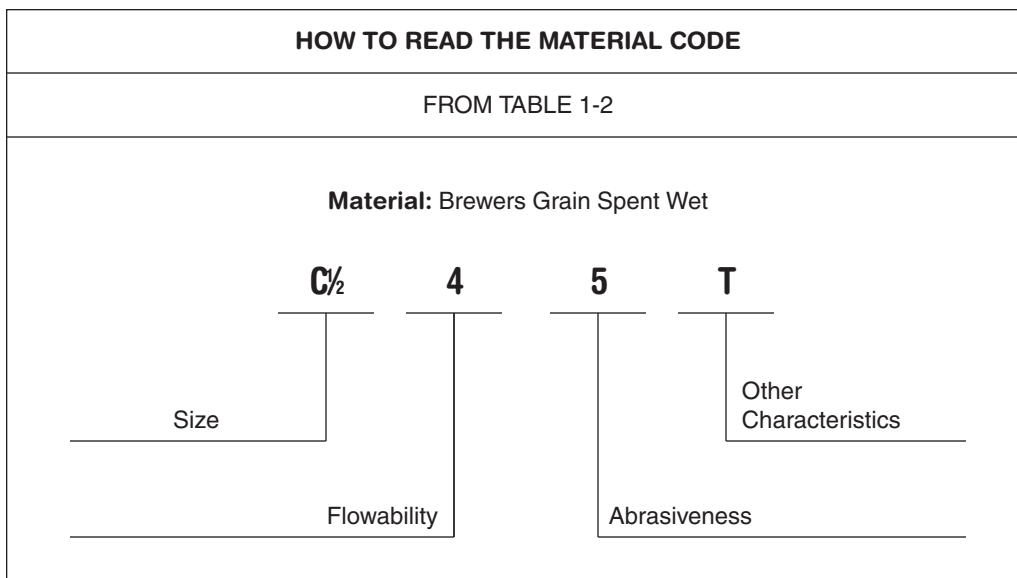 HOW TO READ THE MATERIAL CODE
FROM TABLE 1-2
Material: Brewers Grain Spent Wet
C½ 4 5 T
Size
Other
Characteristics
Flowability
Abrasiveness